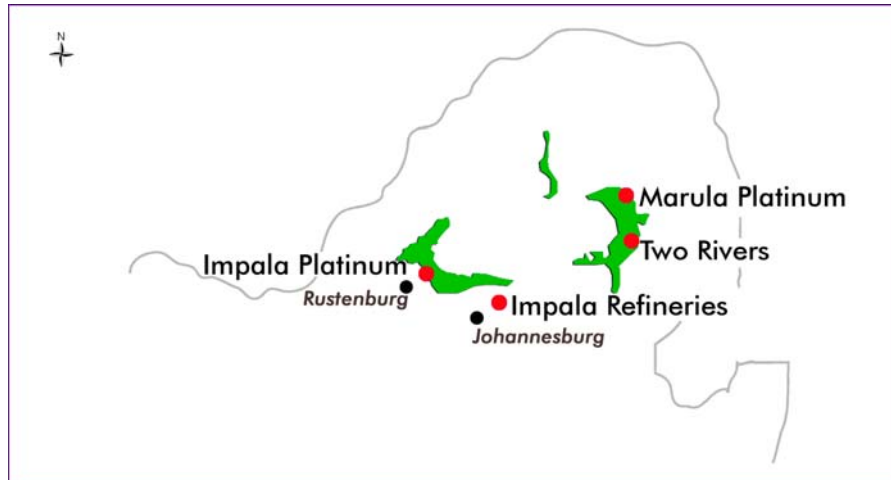 N
Marula Platinum
Two Rivers
Impala Platinum
Rustenburg
Impala Refineries
Johannesburg